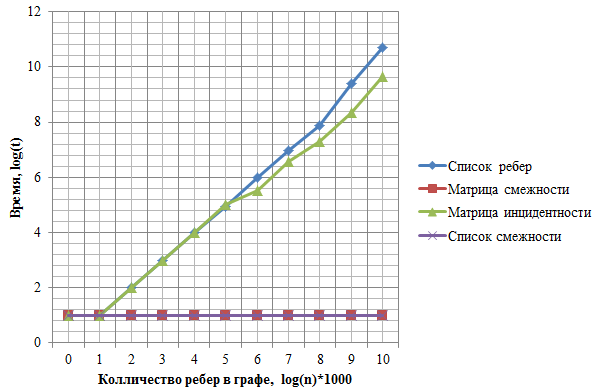 12
10
8
6
4
2
0
Время, log(t)
0 1 2 3 4 5 6 7 8 9 10
Колличество ребер в графе, log(n)*1000
Список ребер
Матрица смежности
Матрица инцидентности
Список смежности